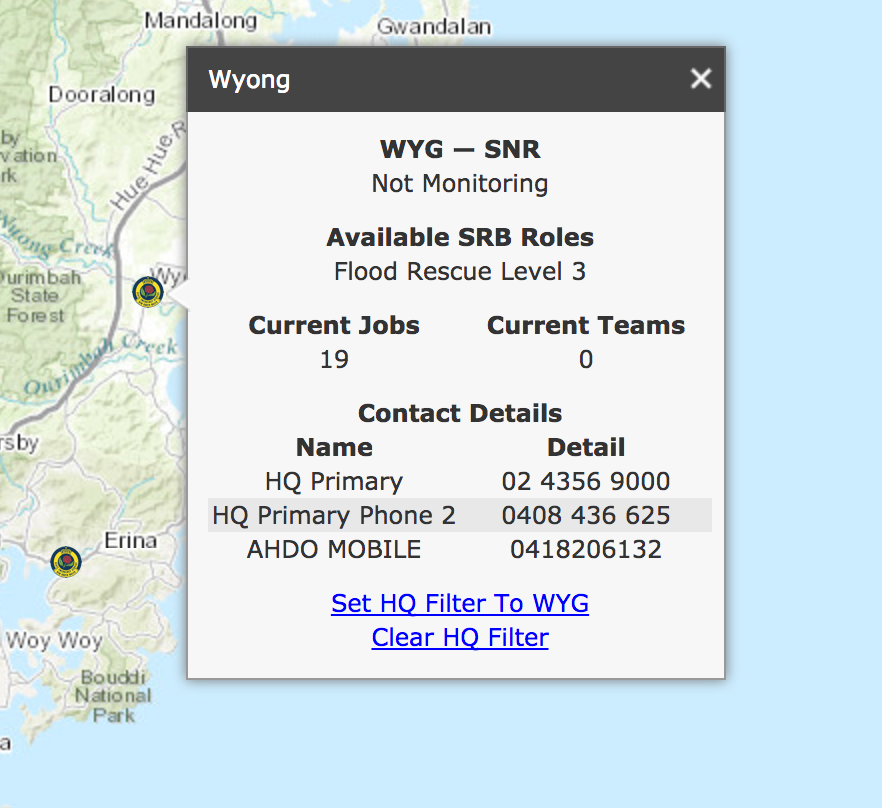 Mandalong
Gwandalan
Wyong
Dooralong
by
vation
rk
Hue Hue R
WYG — SNR
Not Monitoring
Available SRB Roles
Flood Rescue Level 3
Wyong Creek
Ourimbah
State
Forest
Wy
Current Jobs Current Teams
19 0
Ourimbah Creek
Contact Details
rsby
Name Detail
HQ Primary 02 4356 9000
HQ Primary Phone 2 0408 436 625
AHDO MOBILE 0418206132
Erina
Set HQ Filter To WYG
Clear HQ Filter
Woy Woy
Bouddi
National
Park
a